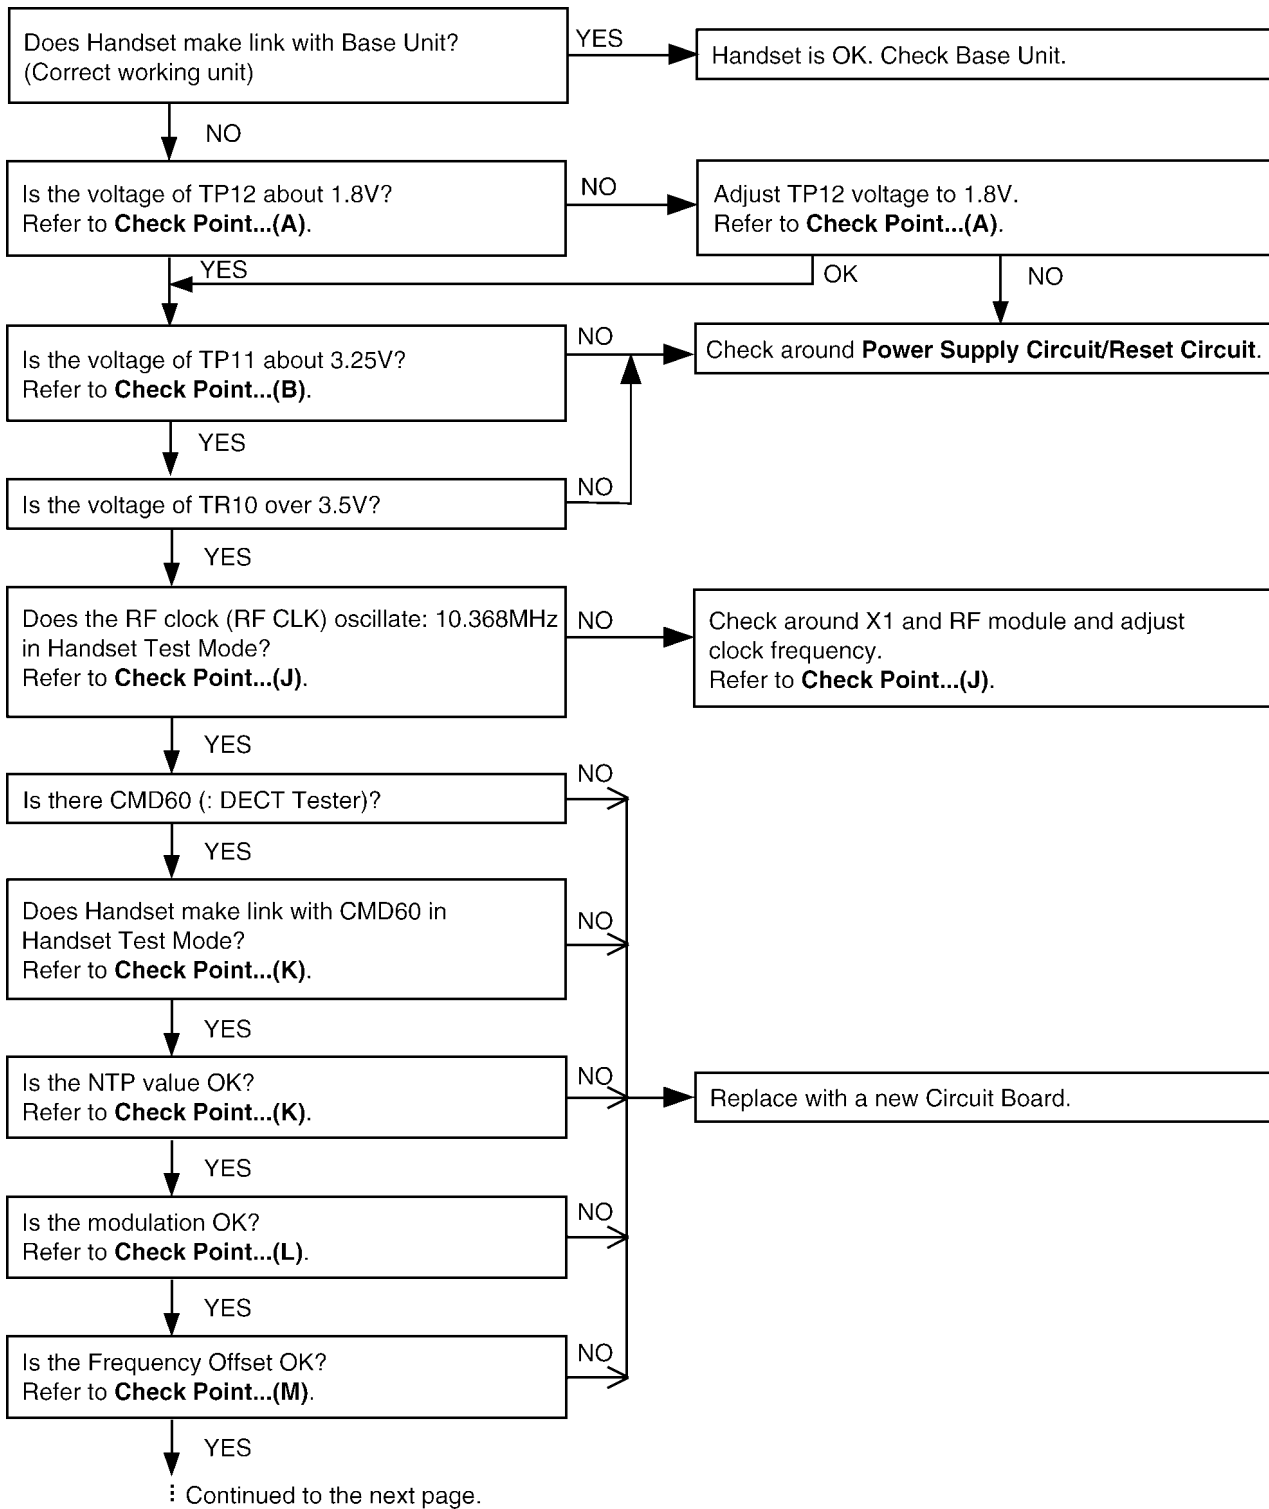 Does Handset make link with Base Unit?
(Correct working unit)
YES
Handset is OK. Check Base Unit.
NO
Is the voltage of TP12 about 1.8V?
Refer to Check Point...(A).
NO
Adjust TP12 voltage to 1.8V.
Refer to Check Point...(A).
YES
OK
NO
Is the voltage of TP11 about 3.25V?
Refer to Check Point...(B).
NO
Check around Power Supply Circuit/Reset Circuit.
YES
Is the voltage of TR10 over 3.5V?
NO
YES
Does the RF clock (RF CLK) oscillate: 10.368MHz
in Handset Test Mode?
Refer to Check Point...(J).
NO
Check around X1 and RF module and adjust
clock frequency.
Refer to Check Point...(J).
YES
Is there CMD60 (: DECT Tester)?
NO
YES
Does Handset make link with CMD60 in
Handset Test Mode?
Refer to Check Point...(K).
NO
YES
Is the NTP value OK?
Refer to Check Point...(K).
NO
Replace with a new Circuit Board.
YES
Is the modulation OK?
Refer to Check Point...(L).
NO
YES
Is the Frequency Offset OK?
Refer to Check Point...(M).
NO
YES
Continued to the next page.